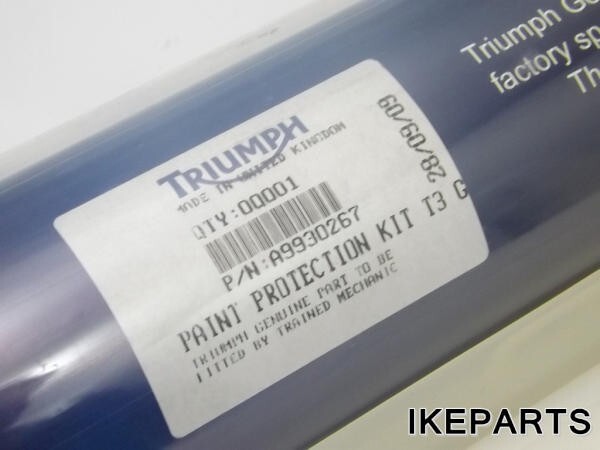 TRIUMPH
MADE IN UNITED KINGDOM
QTY:00001
P/N:A9930267
28/09/09
PAINT PROTECTION KIT T3 G
TRIUMPH GENUINE PART TO BE
FITTED BY TRAINED MECHANIC
Triumph Ge
factory sp
Th
IKEPARTS